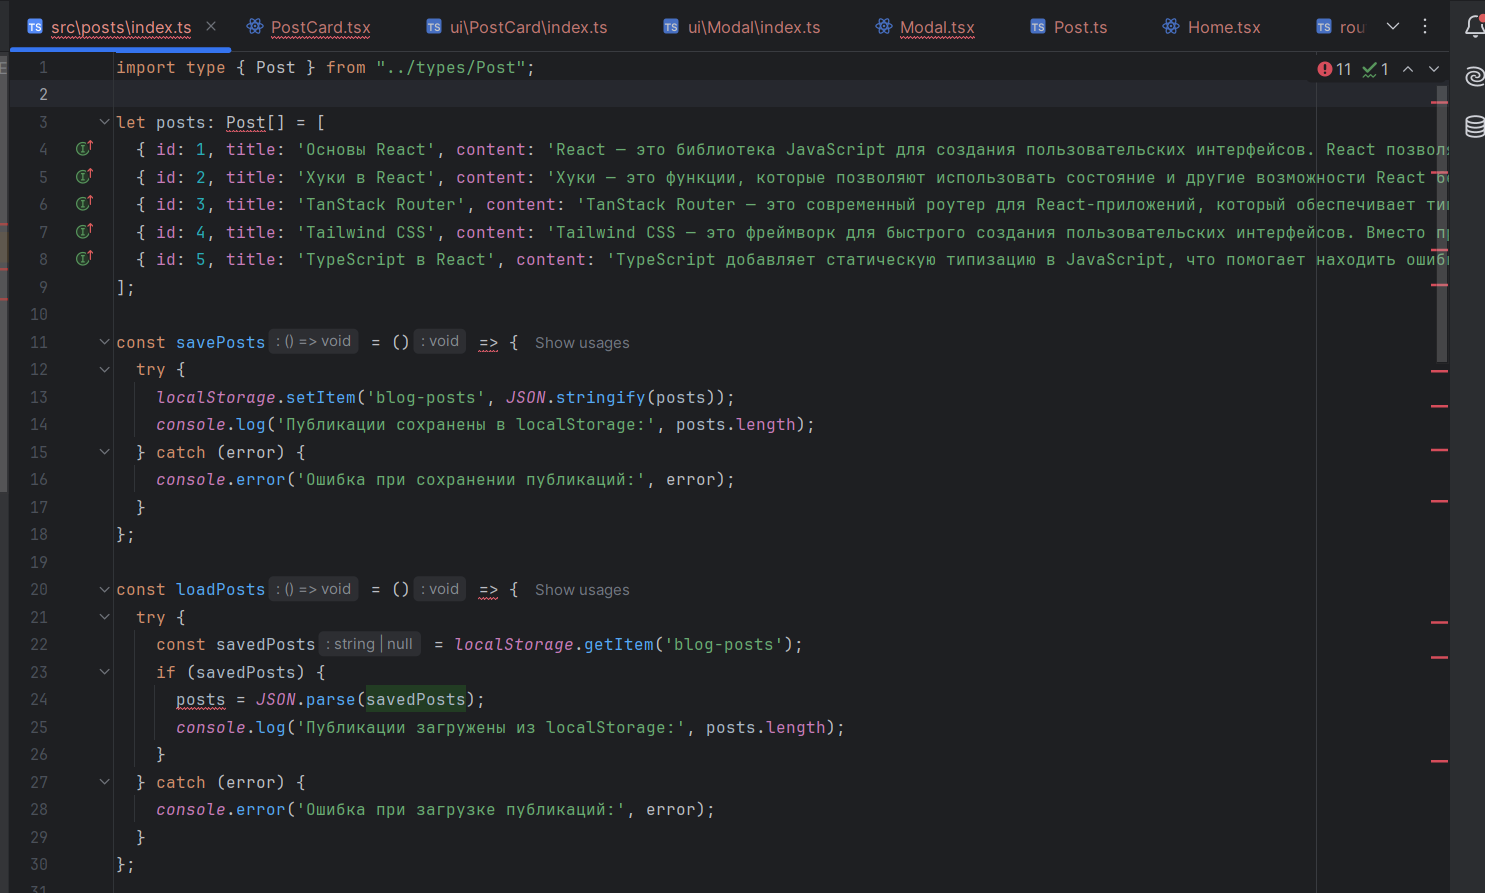 src\posts\index.ts PostCard.tsx ui\PostCard\index.ts ui\Modal\index.ts Modal.tsx Post.ts Home.tsx rou
1 import type { Post } from "../types/Post"; 11 1
2
3 let posts: Post[] = [
4 { id: 1, title: 'Основы React', content: 'React — это библиотека JavaScript для создания пользовательских интерфейсов. React позвол
5 { id: 2, title: 'Хуки в React', content: 'Хуки — это функции, которые позволяют использовать состояние и другие возможности React
6 { id: 3, title: 'TanStack Router', content: 'TanStack Router — это современный роутер для React-приложений, который обеспечивает
7 { id: 4, title: 'Tailwind CSS', content: 'Tailwind CSS — это фреймворк для быстрого создания пользовательских интерфейсов. Вместо
8 { id: 5, title: 'TypeScript в React', content: 'TypeScript добавляет статическую типизацию в JavaScript, что помогает находить
9 ];
10
11 const savePosts : () => void = () : void => { Show usages
12 try {
13 localStorage.setItem('blog-posts', JSON.stringify(posts));
14 console.log('Публикации сохранены в localStorage:', posts.length);
15 } catch (error) {
16 console.error('Ошибка при сохранении публикаций:', error);
17 }
18 };
19
20 const loadPosts : () => void = () : void => { Show usages
21 try {
22 const savedPosts : string | null = localStorage.getItem('blog-posts');
23 if (savedPosts) {
24 posts = JSON.parse(savedPosts);
25 console.log('Публикации загружены из localStorage:', posts.length);
26 }
27 } catch (error) {
28 console.error('Ошибка при загрузке публикаций:', error);
29 }
30 };
31